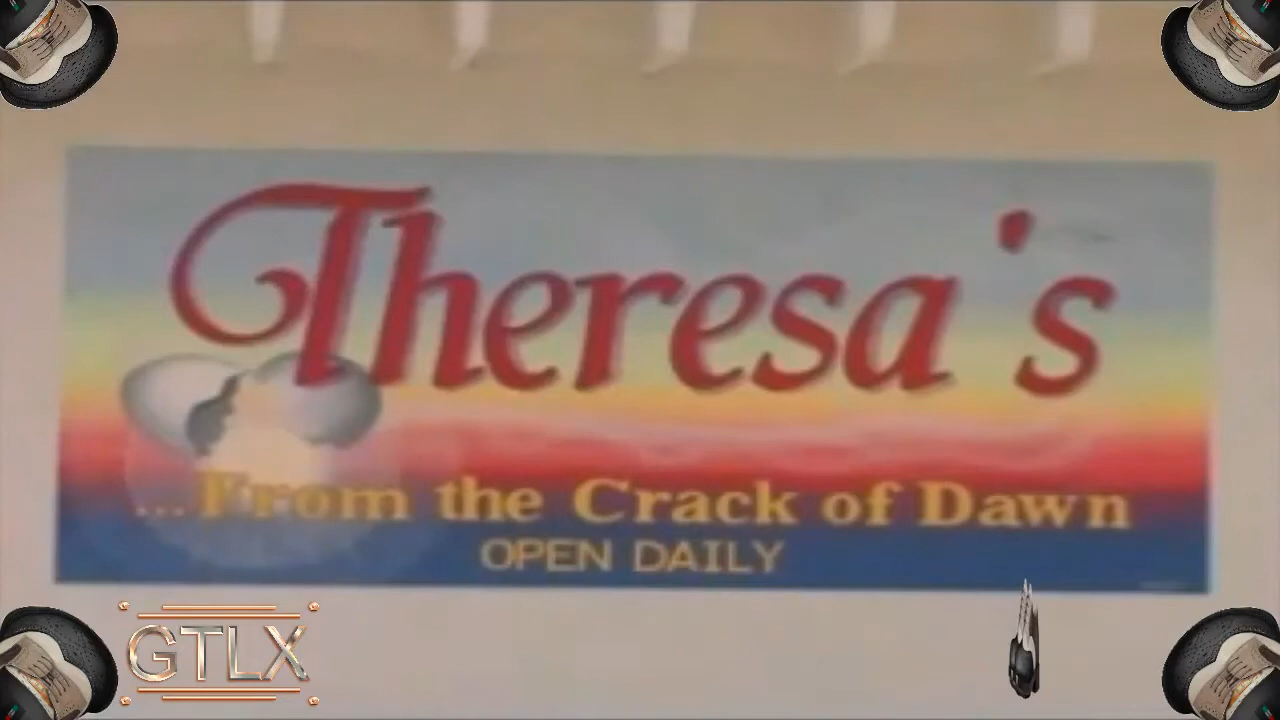 Theresa's
...From the Crack of Dawn
OPEN DAILY
GTLX